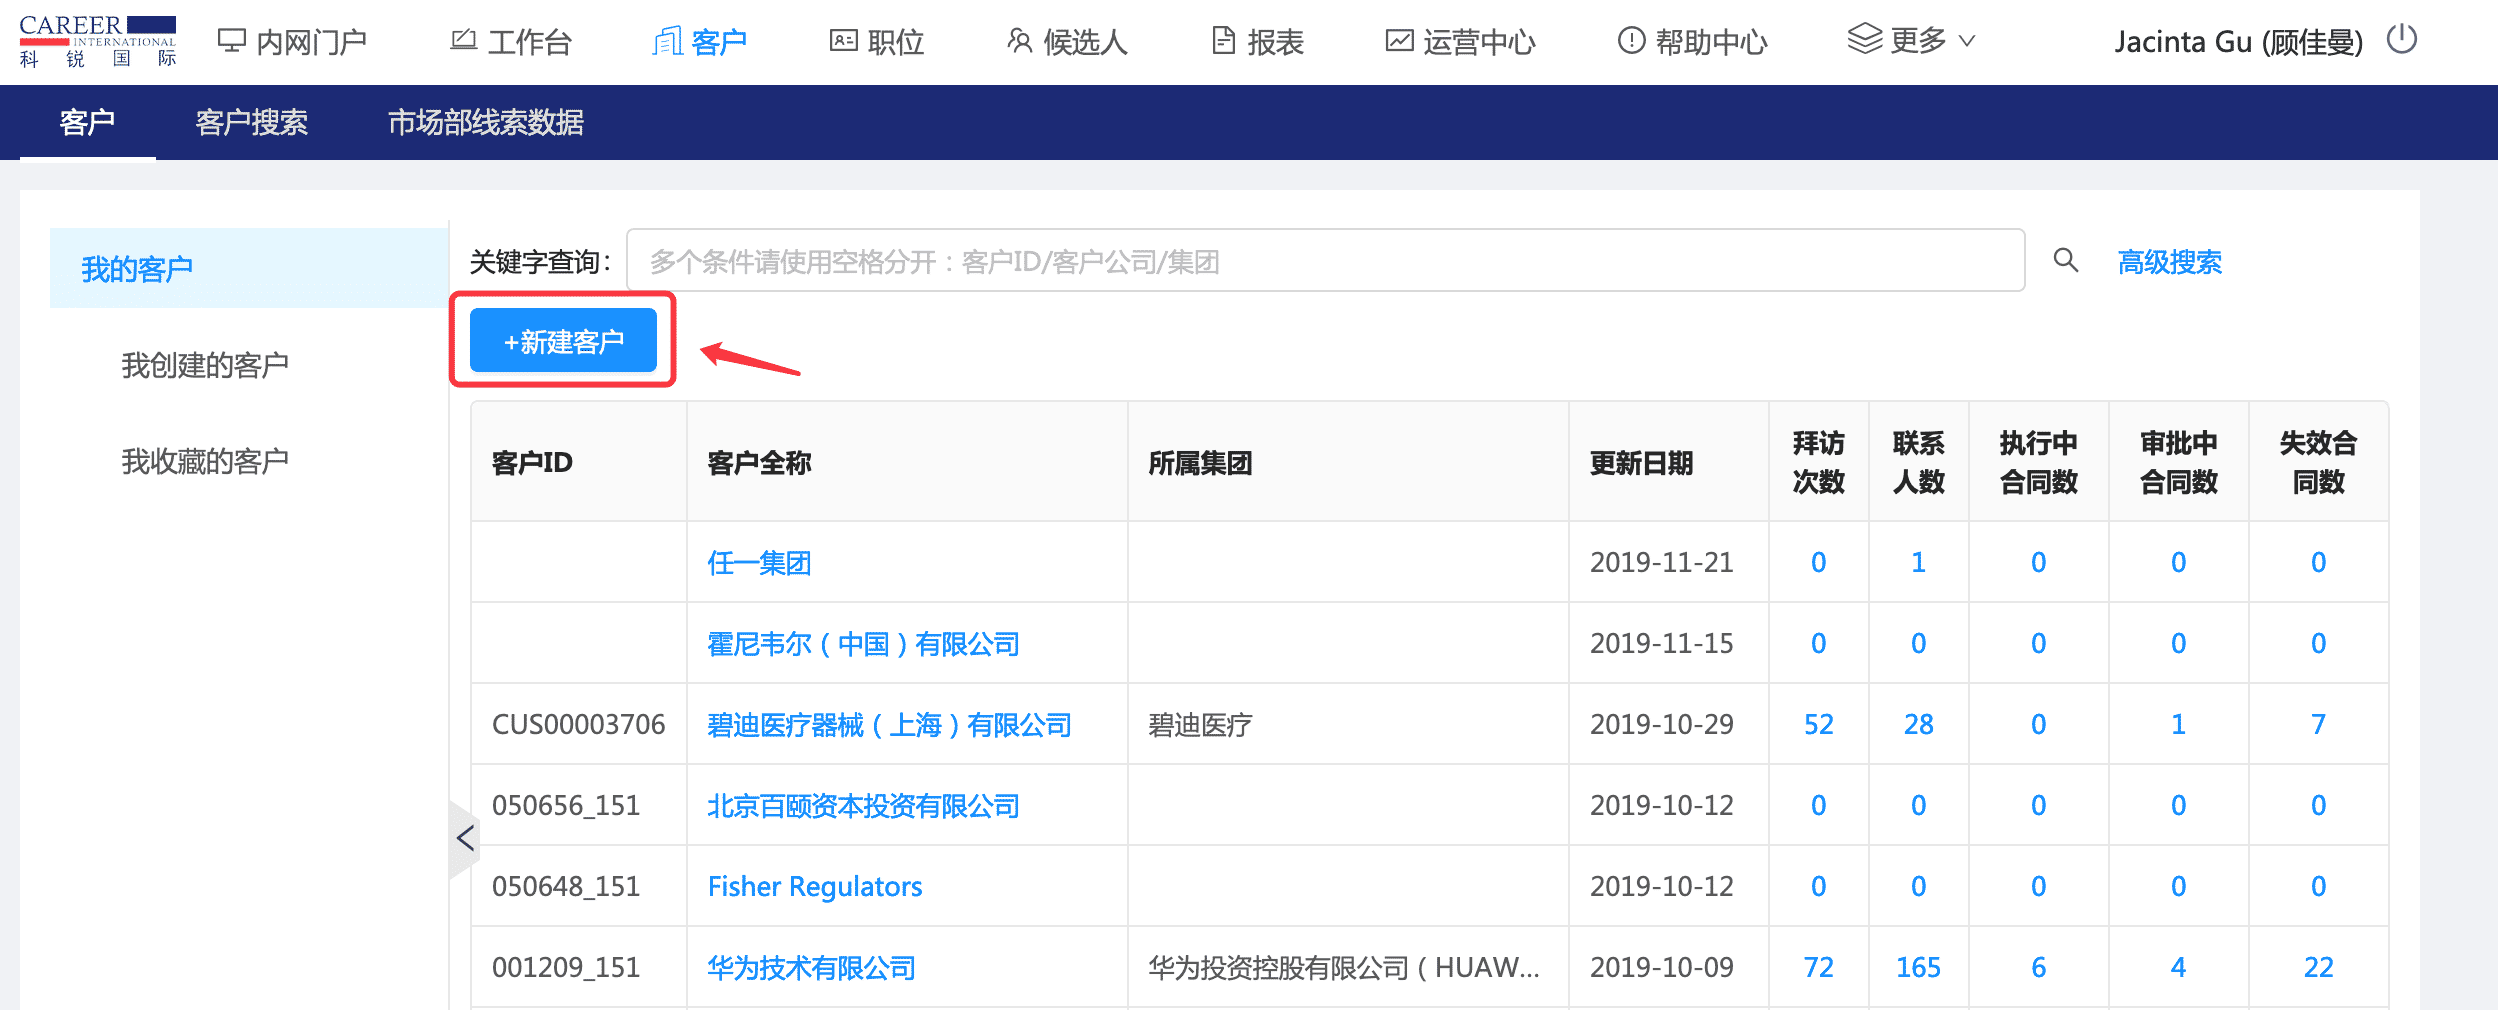 CAREER
INTERNATIONAL
科 锐 国 际
内网门户
工作台
客户
职位
候选人
报表
运营中心
帮助中心
更多
Jacinta Gu (顾佳曼)
客户
客户搜索
市场部线索数据
我的客户
我创建的客户
我收藏的客户
关键字查询：
多个条件请使用空格分开：客户ID/客户公司/集团
高级搜索
+新建客户
客户ID 客户全称 所属集团 更新日期 拜访次数 联系人数 执行中合同数 审批中合同数 失效合同数
任一集团 2019-11-21 0 1 0 0 0
霍尼韦尔（中国）有限公司 2019-11-15 0 0 0 0 0
CUS00003706 碧迪医疗器械（上海）有限公司 碧迪医疗 2019-10-29 52 28 0 1 7
050656_151 北京百颐资本投资有限公司 2019-10-12 0 0 0 0 0
050648_151 Fisher Regulators 2019-10-12 0 0 0 0 0
001209_151 华为技术有限公司 华为投资控股有限公司（HUAW... 2019-10-09 72 165 6 4 22